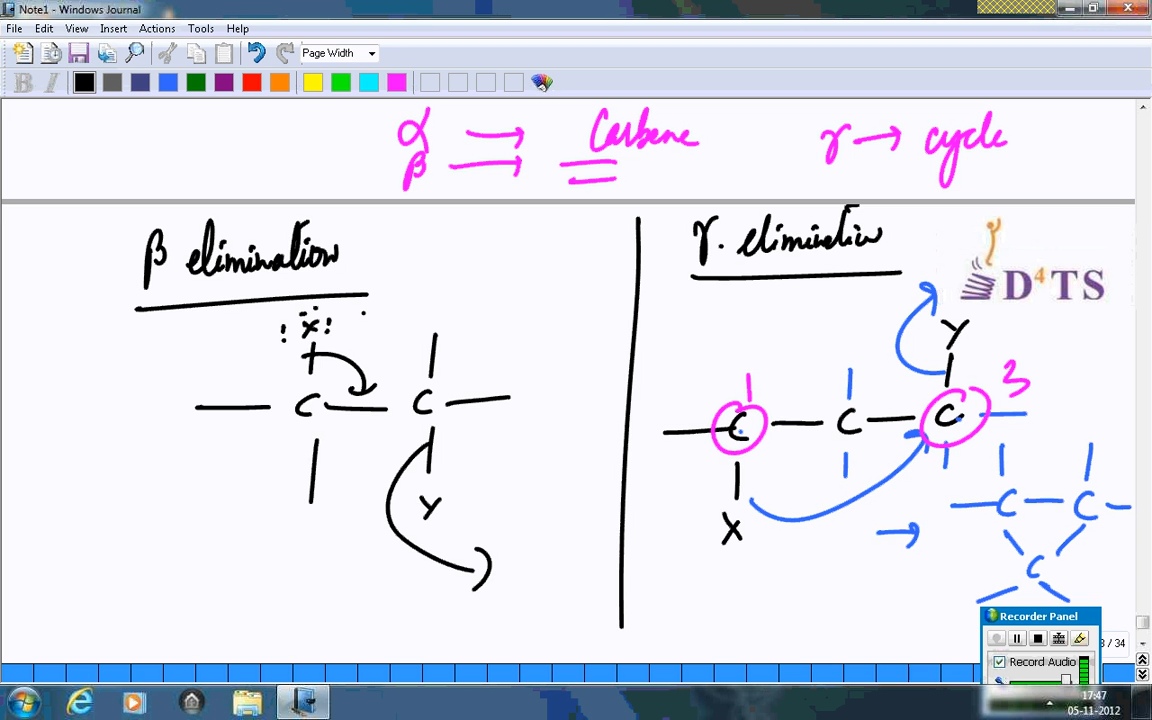 Note1 - Windows Journal
File Edit View Insert Actions Tools Help
Page Width
B I
α → Carbene γ → cycle
β →
β elimination
γ. elimination
D4TS
:Ẍ:
C C
Y
Y
3
C C C
X
→ C C
C
Recorder Panel
/ 34
Record Audio
17:47
05-11-2012